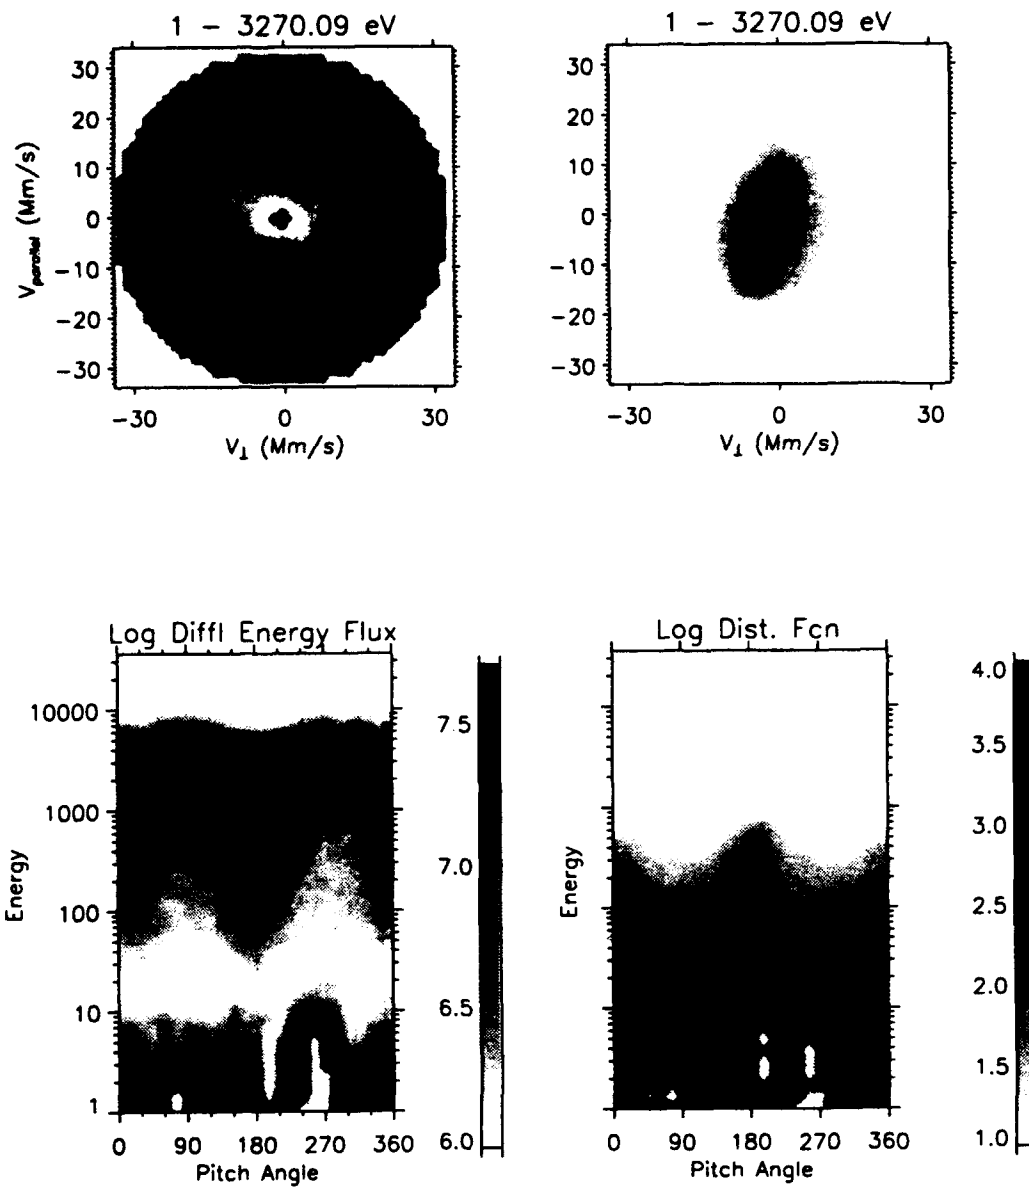 1 - 3270.09 eV
1 - 3270.09 eV
30
20
10
0
-10
-20
-30
V_parallel (Mm/s)
-30 0 30
V⊥ (Mm/s)
30
20
10
0
-10
-20
-30
-30 0 30
V⊥ (Mm/s)
Log Diffl Energy Flux
10000
1000
100
10
1
Energy
0 90 180 270 360
Pitch Angle
7.5
7.0
6.5
6.0
Log Dist. Fcn
Energy
0 90 180 270 360
Pitch Angle
4.0
3.5
3.0
2.5
2.0
1.5
1.0